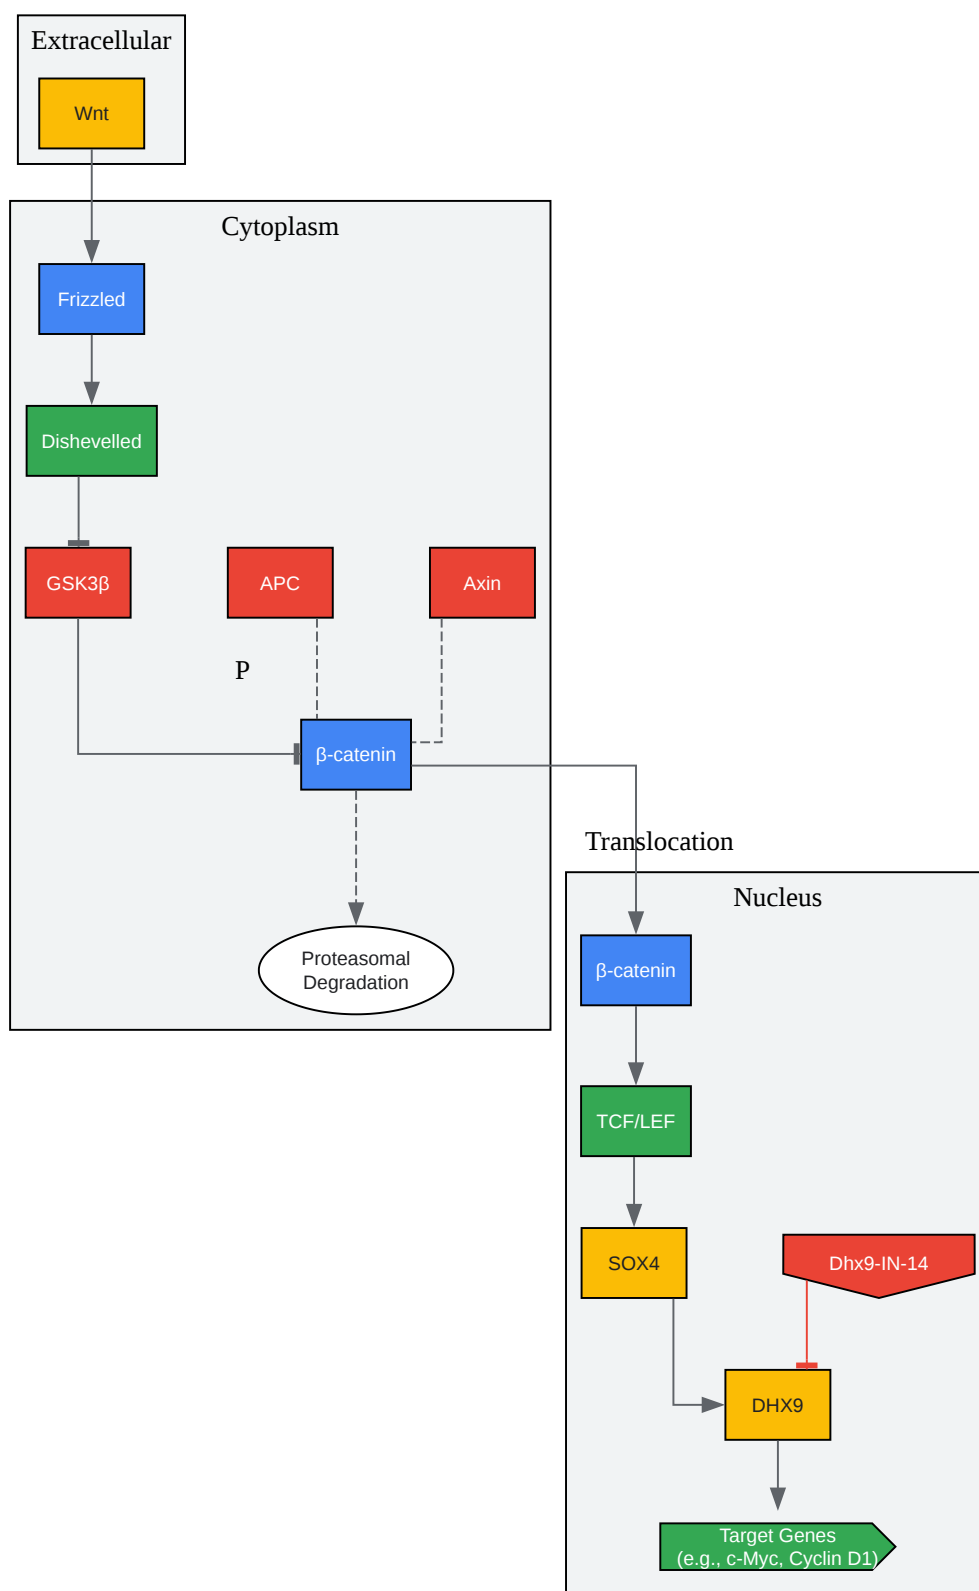 Extracellular
Wnt
Cytoplasm
Frizzled
Dishevelled
GSK3β
APC
Axin
P
β-catenin
Translocation
Nucleus
Proteasomal
Degradation
β-catenin
TCF/LEF
SOX4
Dhx9-IN-14
DHX9
Target Genes
(e.g., c-Myc, Cyclin D1)